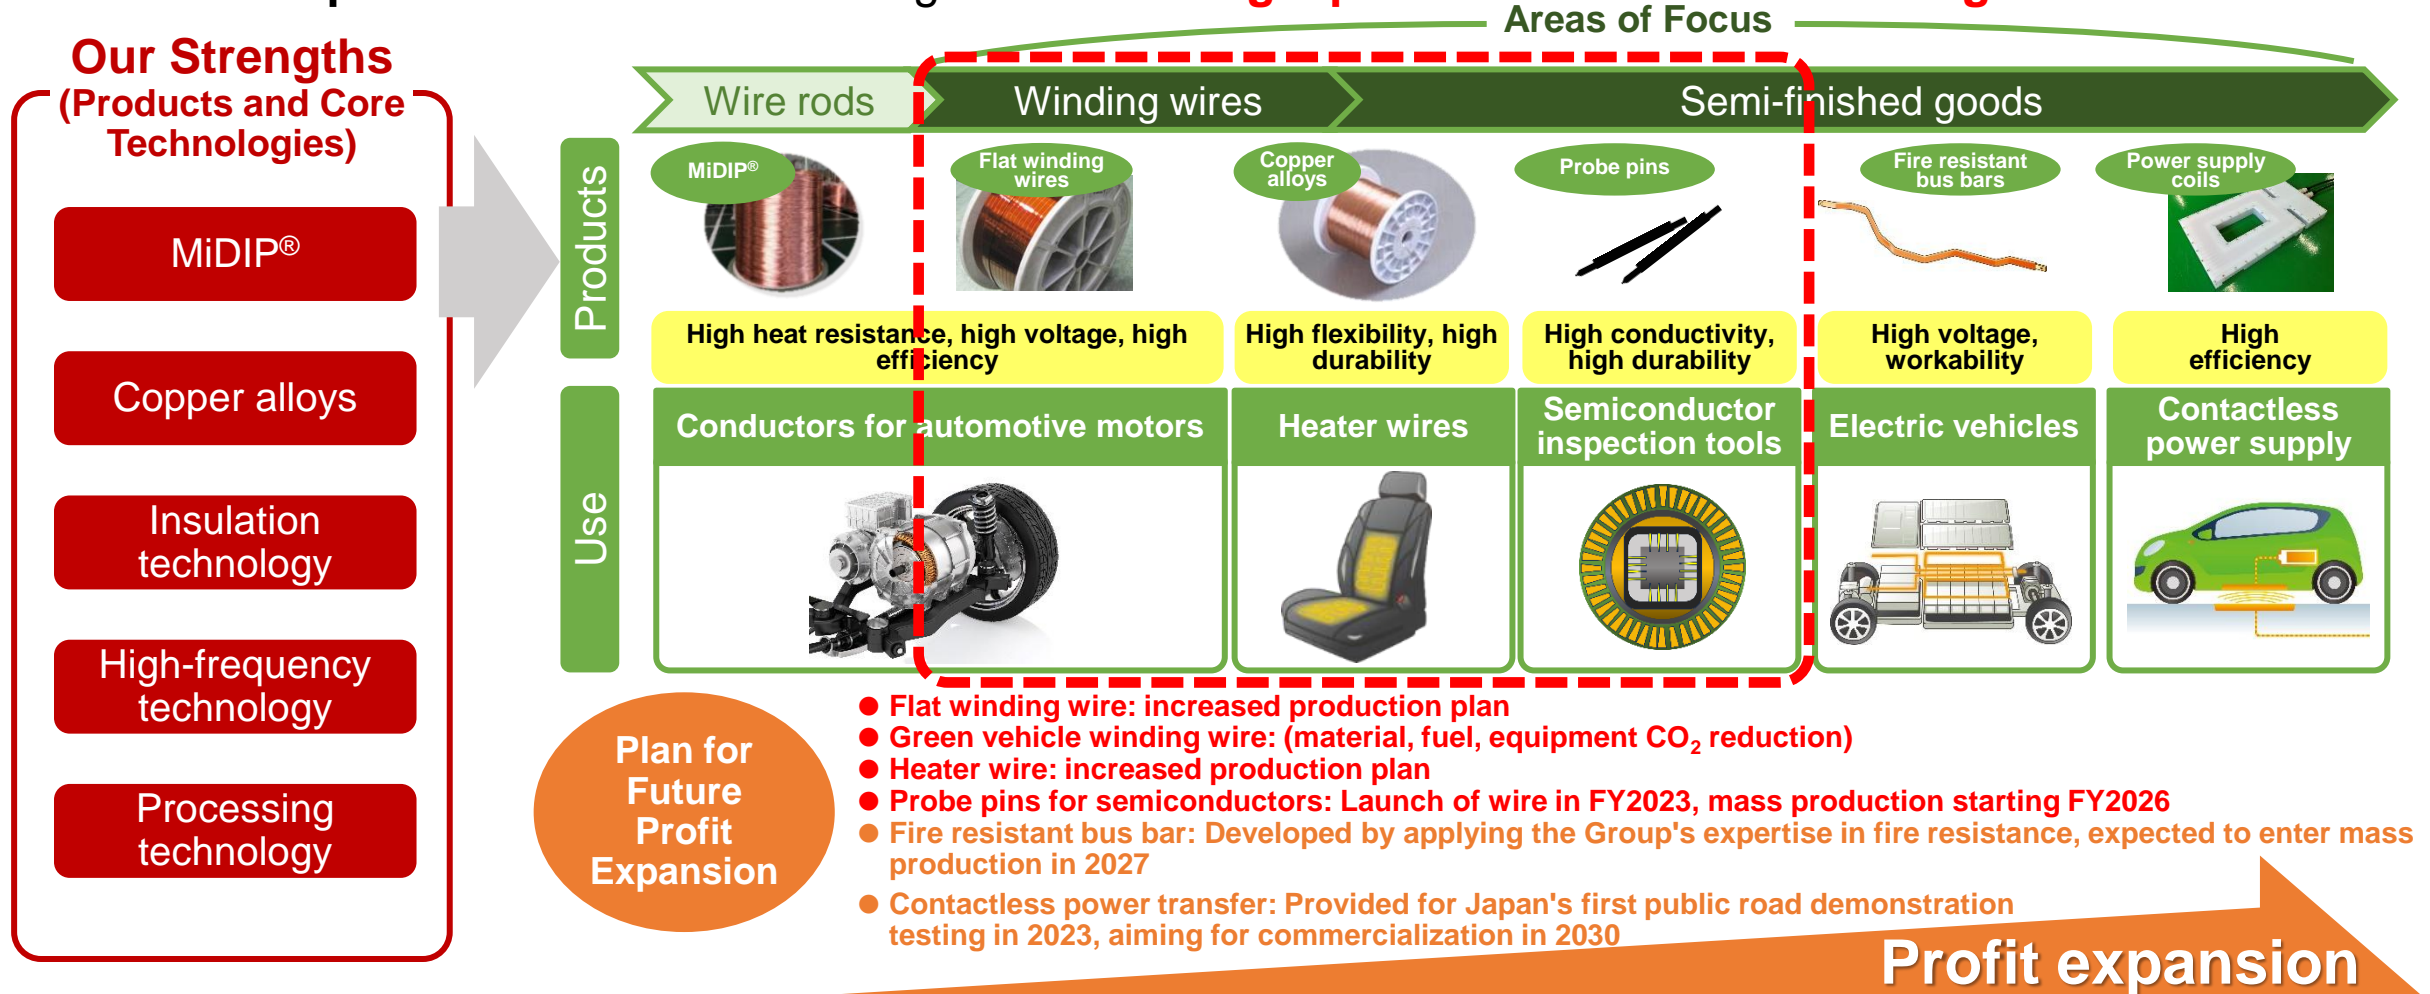 Areas of Focus
Our Strengths
(Products and Core
Technologies)
MiDIP®
Copper alloys
Insulation
technology
High-frequency
technology
Processing
technology
Wire rods
Winding wires
Semi-finished goods
Products
MiDIP®
Flat winding
wires
Copper
alloys
Probe pins
Fire resistant
bus bars
Power supply
coils
High heat resistance, high voltage, high
efficiency
High flexibility, high
durability
High conductivity,
high durability
High voltage,
workability
High
efficiency
Use
Conductors for automotive motors
Heater wires
Semiconductor
inspection tools
Electric vehicles
Contactless
power supply
Plan for
Future
Profit
Expansion
● Flat winding wire: increased production plan
● Green vehicle winding wire: (material, fuel, equipment CO₂ reduction)
● Heater wire: increased production plan
● Probe pins for semiconductors: Launch of wire in FY2023, mass production starting FY2026
● Fire resistant bus bar: Developed by applying the Group's expertise in fire resistance, expected to enter mass
production in 2027
● Contactless power transfer: Provided for Japan's first public road demonstration
testing in 2023, aiming for commercialization in 2030
Profit expansion